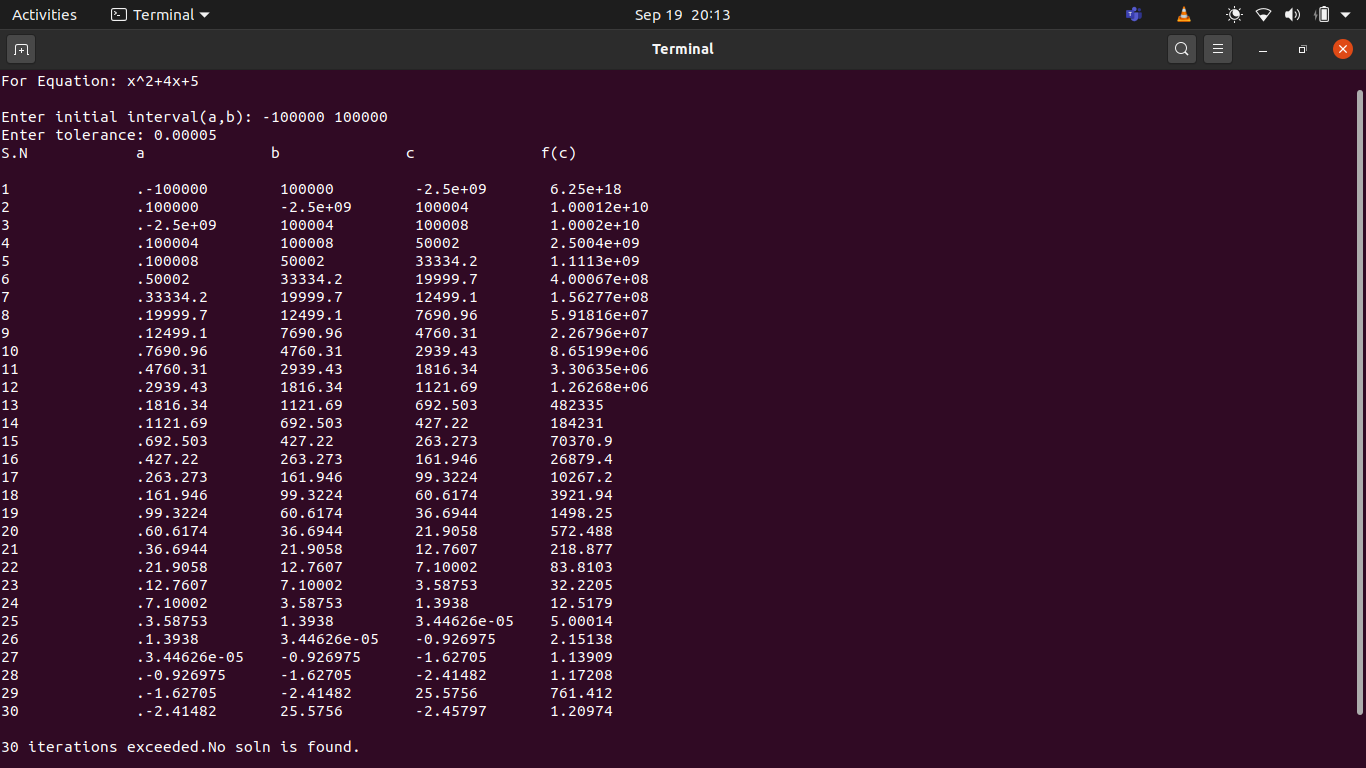 Activities Terminal Sep 19 20:13
Terminal
For Equation: x^2+4x+5
Enter initial interval(a,b): -100000 100000
Enter tolerance: 0.00005
S.N a b c f(c)
1 .-100000 100000 -2.5e+09 6.25e+18
2 .100000 -2.5e+09 100004 1.00012e+10
3 .-2.5e+09 100004 100008 1.0002e+10
4 .100004 100008 50002 2.5004e+09
5 .100008 50002 33334.2 1.1113e+09
6 .50002 33334.2 19999.7 4.00067e+08
7 .33334.2 19999.7 12499.1 1.56277e+08
8 .19999.7 12499.1 7690.96 5.91816e+07
9 .12499.1 7690.96 4760.31 2.26796e+07
10 .7690.96 4760.31 2939.43 8.65199e+06
11 .4760.31 2939.43 1816.34 3.30635e+06
12 .2939.43 1816.34 1121.69 1.26268e+06
13 .1816.34 1121.69 692.503 482335
14 .1121.69 692.503 427.22 184231
15 .692.503 427.22 263.273 70370.9
16 .427.22 263.273 161.946 26879.4
17 .263.273 161.946 99.3224 10267.2
18 .161.946 99.3224 60.6174 3921.94
19 .99.3224 60.6174 36.6944 1498.25
20 .60.6174 36.6944 21.9058 572.488
21 .36.6944 21.9058 12.7607 218.877
22 .21.9058 12.7607 7.10002 83.8103
23 .12.7607 7.10002 3.58753 32.2205
24 .7.10002 3.58753 1.3938 12.5179
25 .3.58753 1.3938 3.44626e-05 5.00014
26 .1.3938 3.44626e-05 -0.926975 2.15138
27 .3.44626e-05 -0.926975 -1.62705 1.13909
28 .-0.926975 -1.62705 -2.41482 1.17208
29 .-1.62705 -2.41482 25.5756 761.412
30 .-2.41482 25.5756 -2.45797 1.20974
30 iterations exceeded.No soln is found.